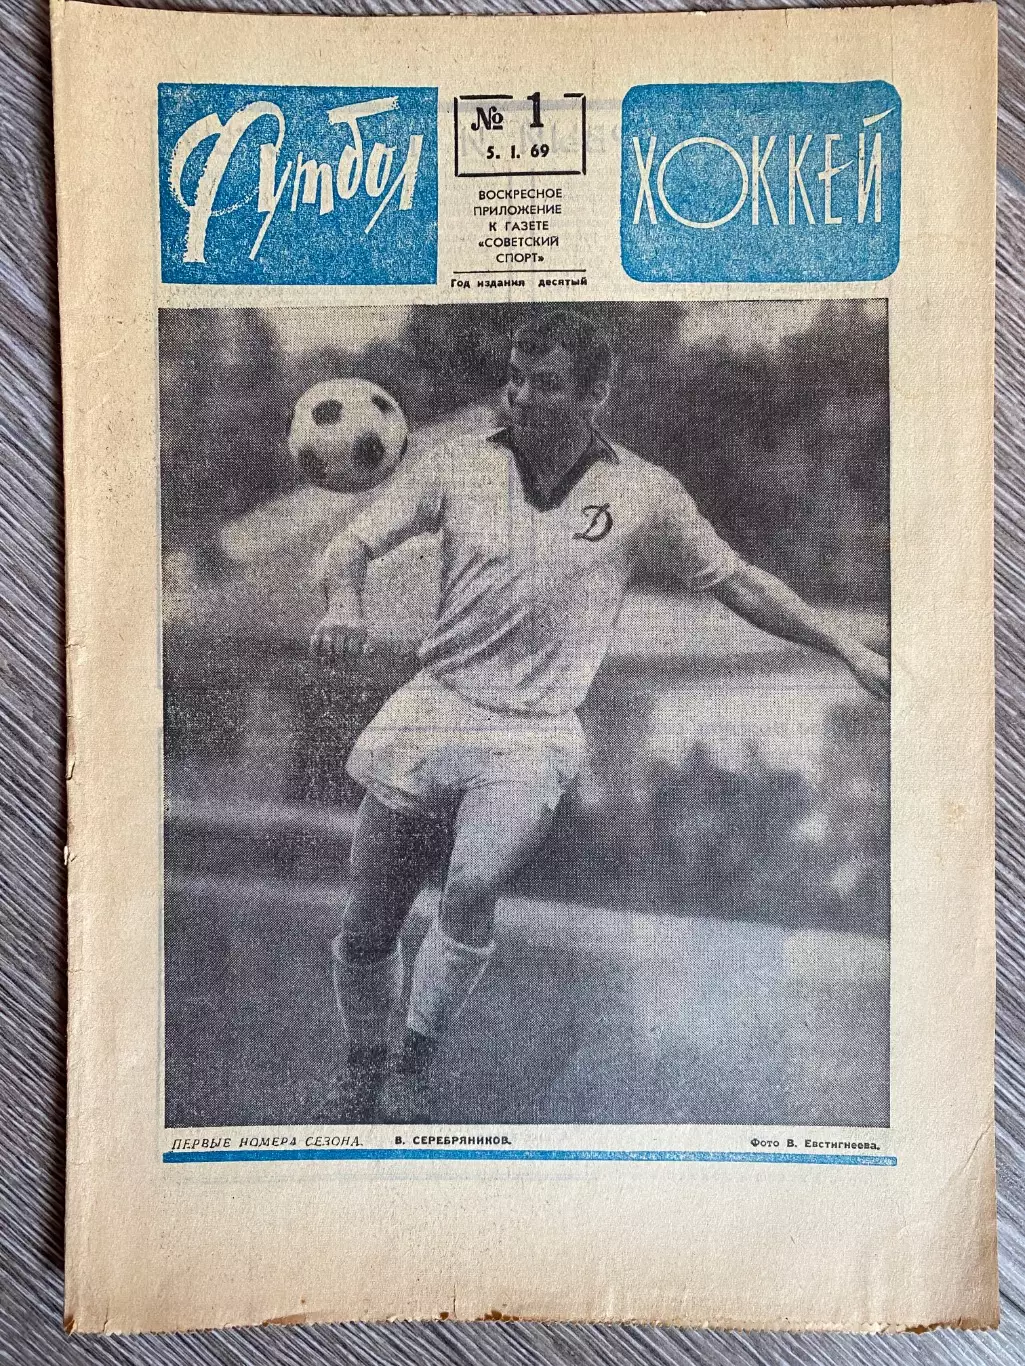 Футбол
№ 1
5. I. 69
ВОСКРЕСНОЕ
ПРИЛОЖЕНИЕ
К ГАЗЕТЕ
«СОВЕТСКИЙ
СПОРТ»
Год издания десятый
ХОККЕЙ
Д
ПЕРВЫЕ НОМЕРА СЕЗОНА. В. СЕРЕБРЯНИКОВ.
Фото В. Евстигнеева.